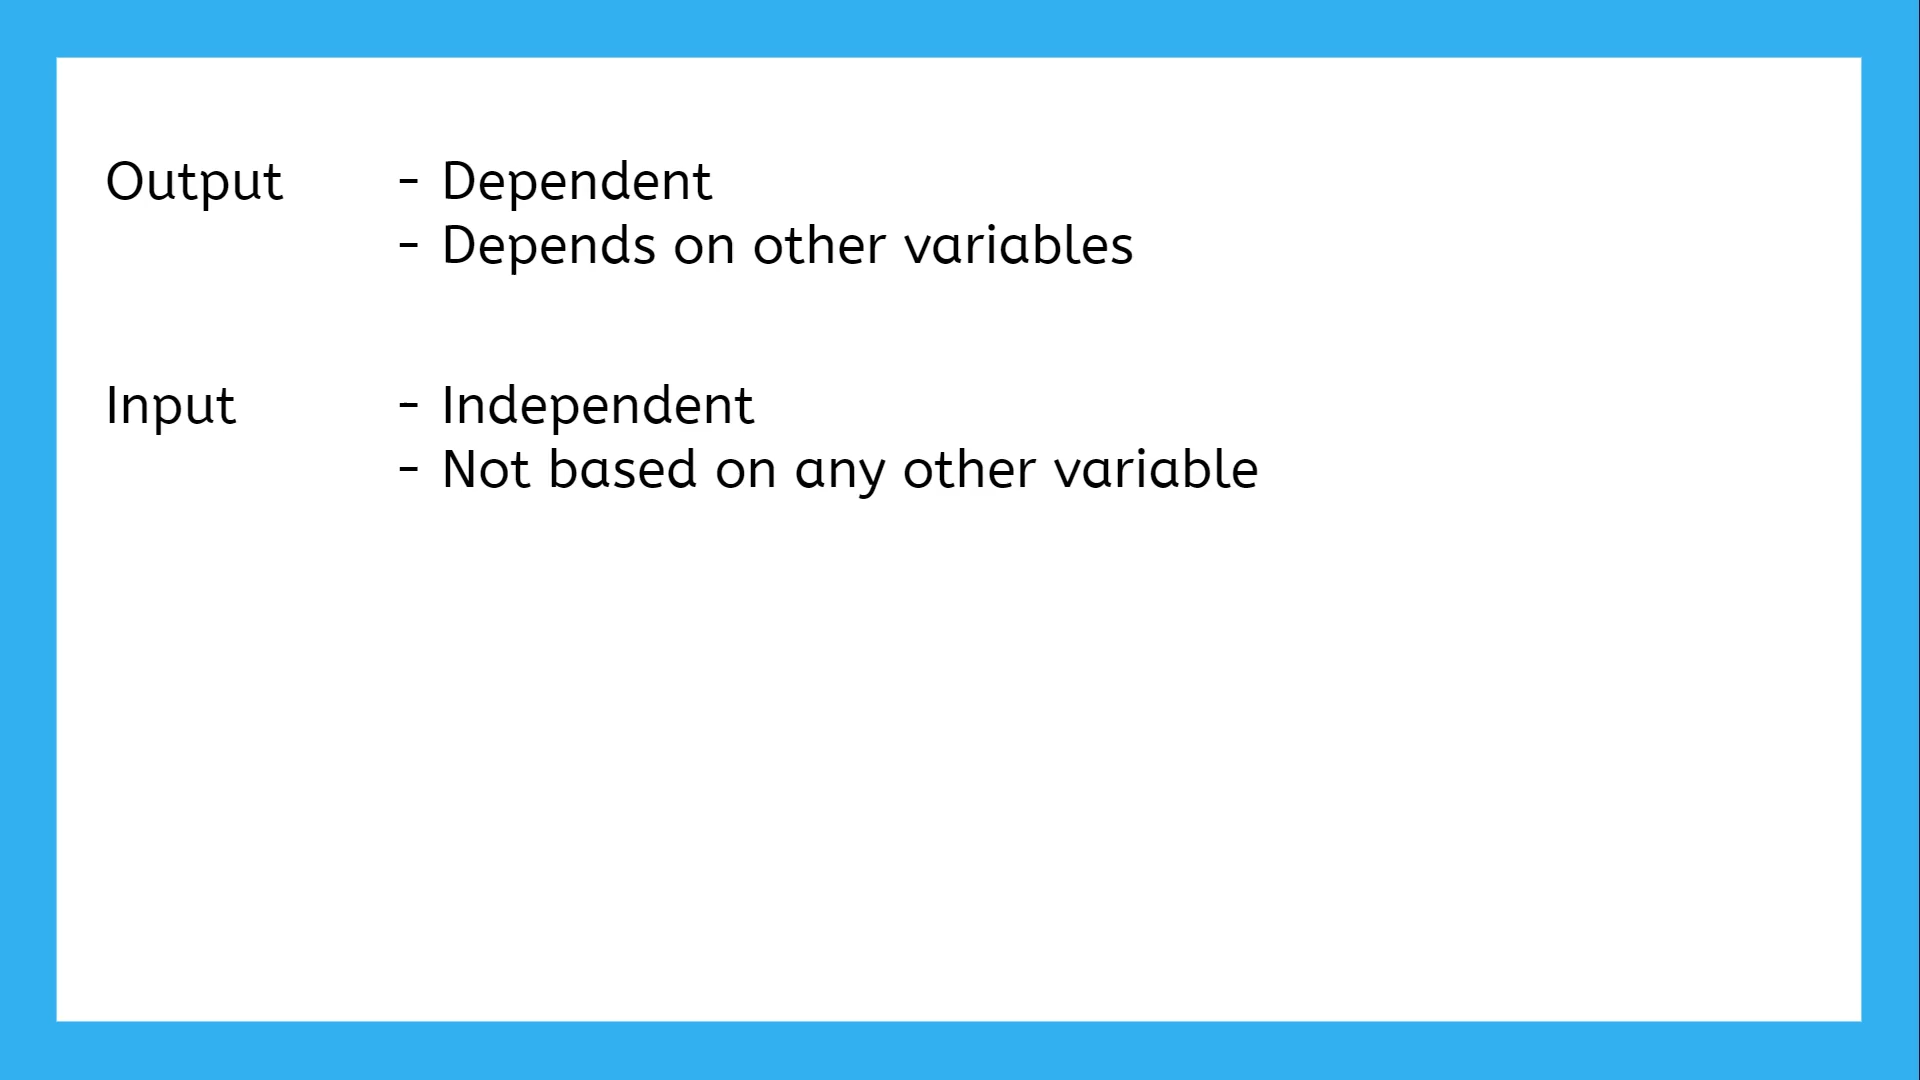 Output - Dependent
- Depends on other variables
Input - Independent
- Not based on any other variable